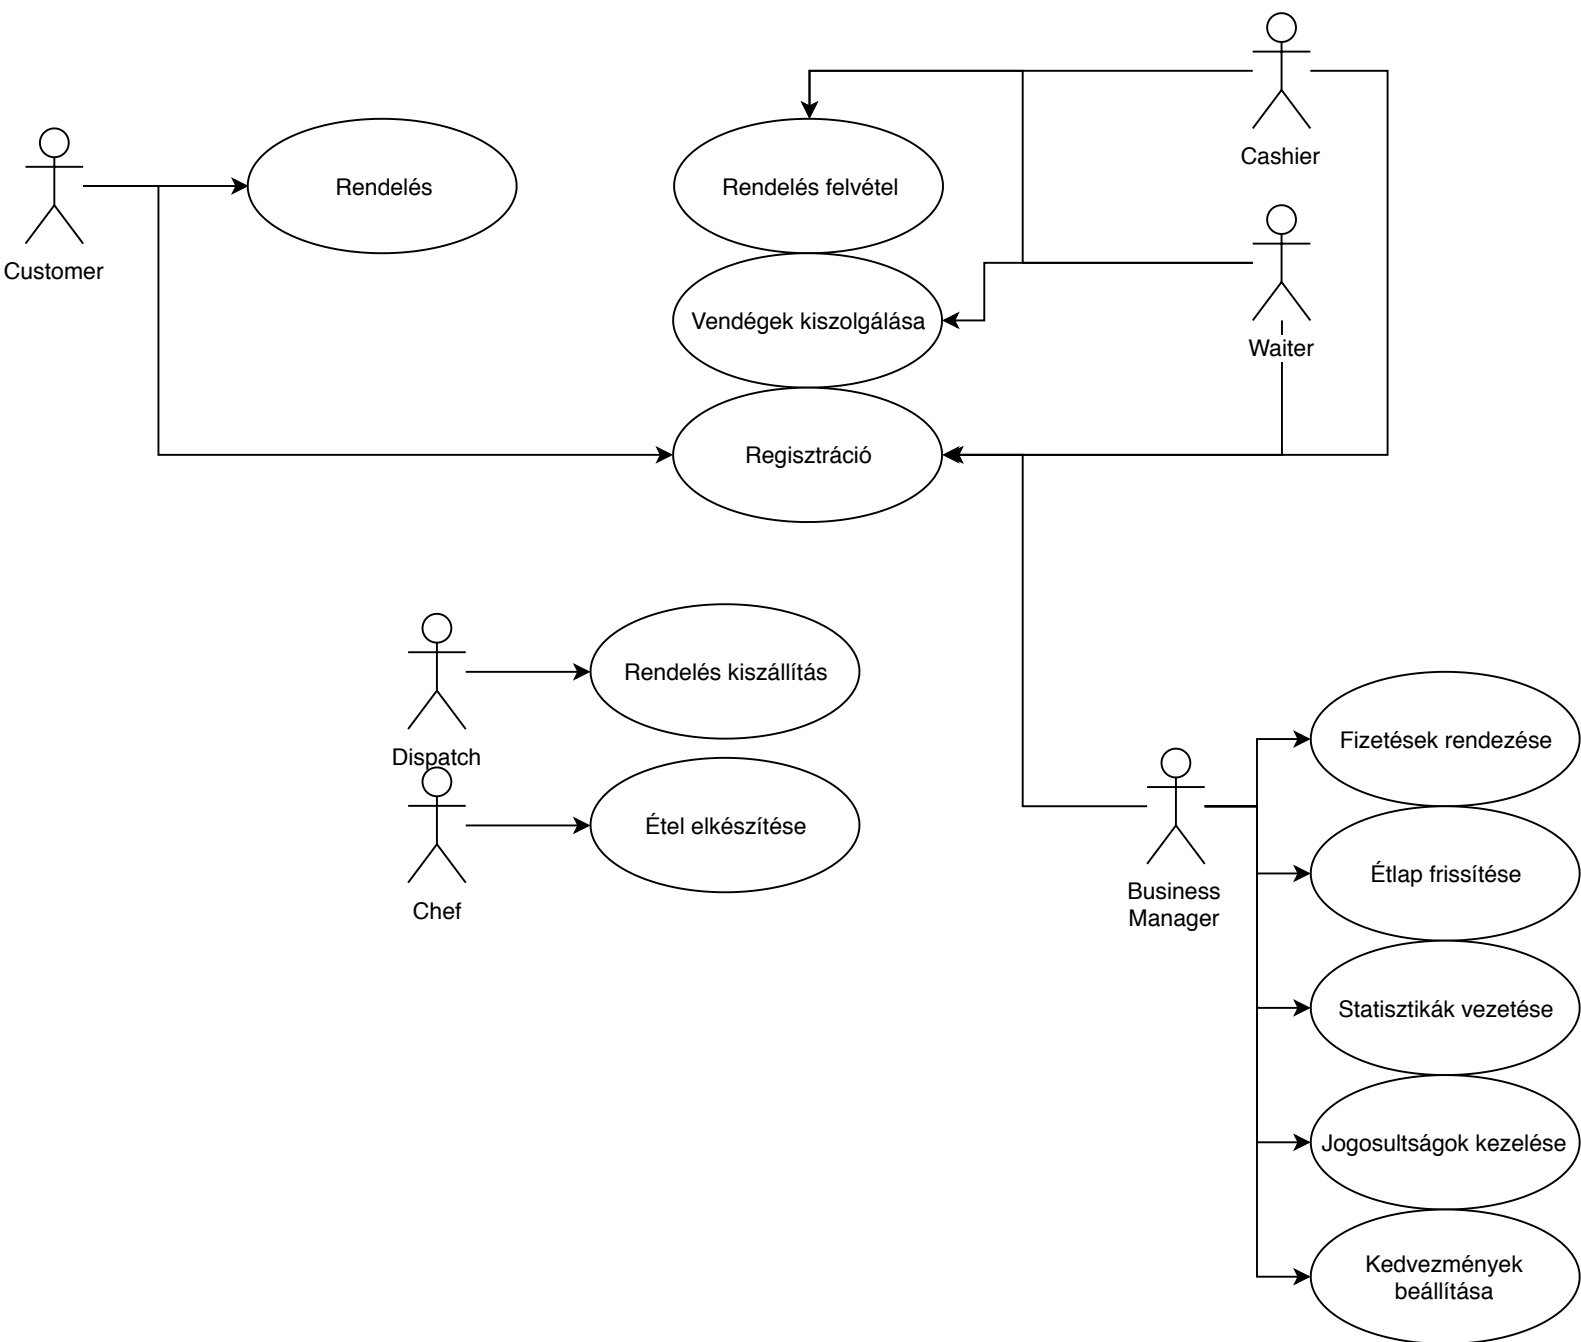 Cashier
Customer
Rendelés
Rendelés felvétel
Vendégek kiszolgálása
Waiter
Regisztráció
Dispatch
Rendelés kiszállítás
Chef
Étel elkészítése
Business
Manager
Fizetések rendezése
Étlap frissítése
Statisztikák vezetése
Jogosultságok kezelése
Kedvezmények
beállítása